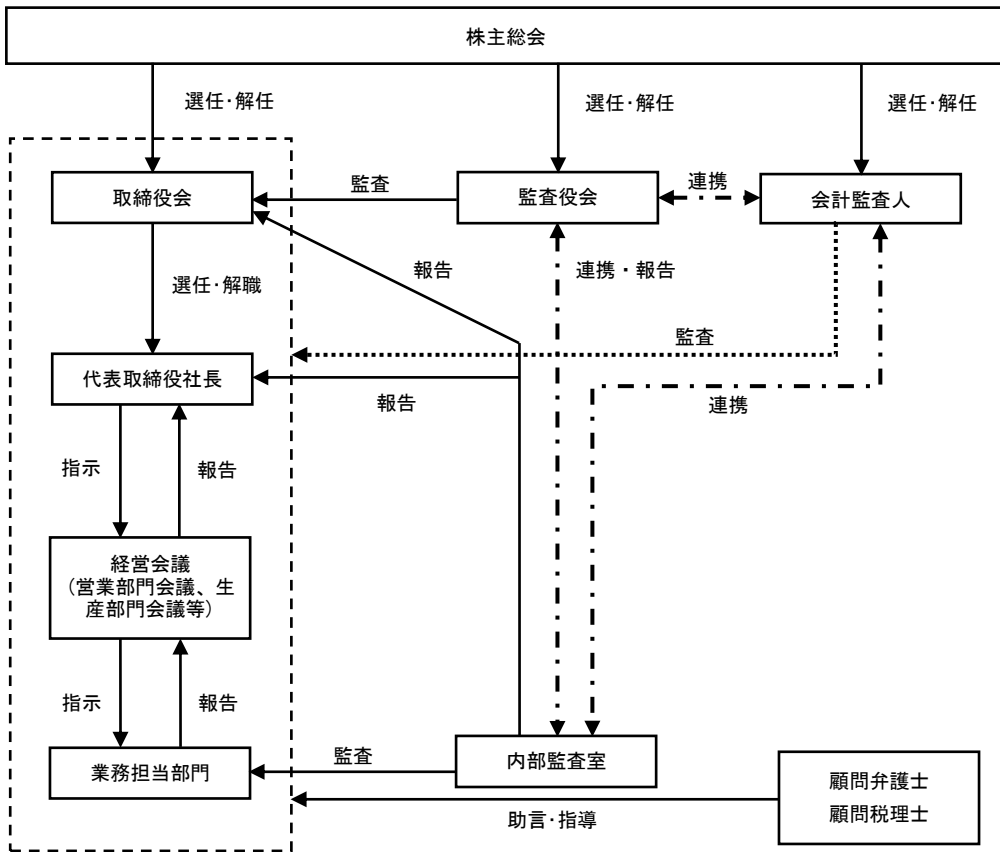 株主総会
選任･解任
選任･解任
選任･解任
取締役会
監査
監査役会
連携
会計監査人
報告
連携・報告
選任･解職
監査
代表取締役社長
報告
連携
指示
報告
経営会議
(営業部門会議、生
産部門会議等)
指示
報告
業務担当部門
監査
内部監査室
助言･指導
顧問弁護士
顧問税理士